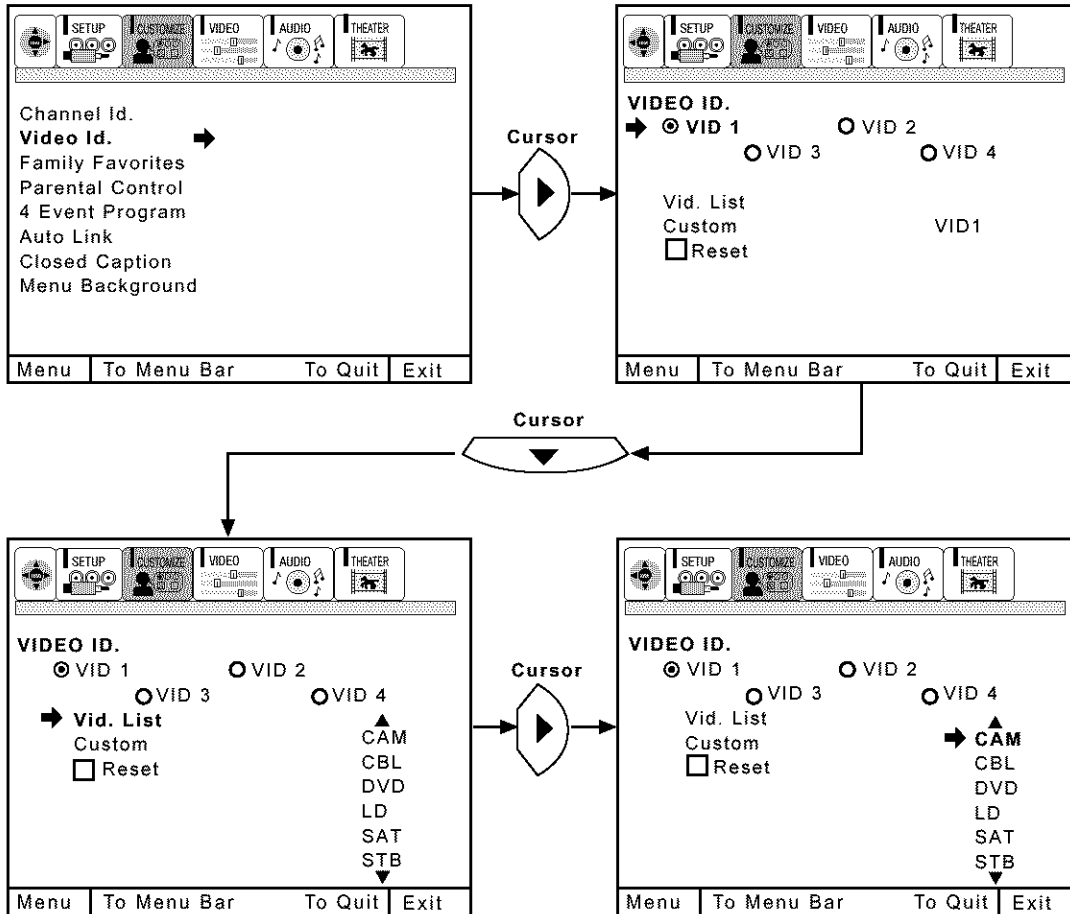 SETUP CUSTOMIZE VIDEO AUDIO THEATER
Channel Id.
Video Id.
Family Favorites
Parental Control
4 Event Program
Auto Link
Closed Caption
Menu Background
Menu To Menu Bar To Quit Exit
Cursor
SETUP CUSTOMIZE VIDEO AUDIO THEATER
VIDEO ID.
VID 1 VID 2
VID 3 VID 4
Vid. List
Custom VID1
Reset
Menu To Menu Bar To Quit Exit
Cursor
SETUP CUSTOMIZE VIDEO AUDIO THEATER
VIDEO ID.
VID 1 VID 2
VID 3 VID 4
Vid. List
Custom
Reset
CAM
CBL
DVD
LD
SAT
STB
Menu To Menu Bar To Quit Exit
Cursor
SETUP CUSTOMIZE VIDEO AUDIO THEATER
VIDEO ID.
VID 1 VID 2
VID 3 VID 4
Vid. List
Custom
Reset
CAM
CBL
DVD
LD
SAT
STB
Menu To Menu Bar To Quit Exit